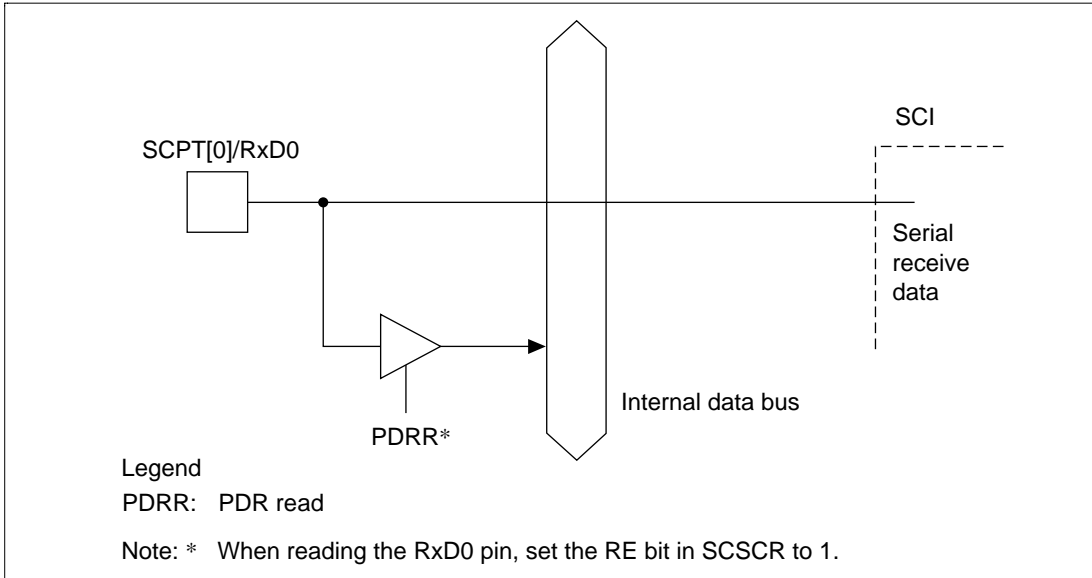 SCI
SCPT[0]/RxD0
Serial
receive
data
Internal data bus
PDRR*
Legend
PDRR: PDR read
Note: * When reading the RxD0 pin, set the RE bit in SCSCR to 1.